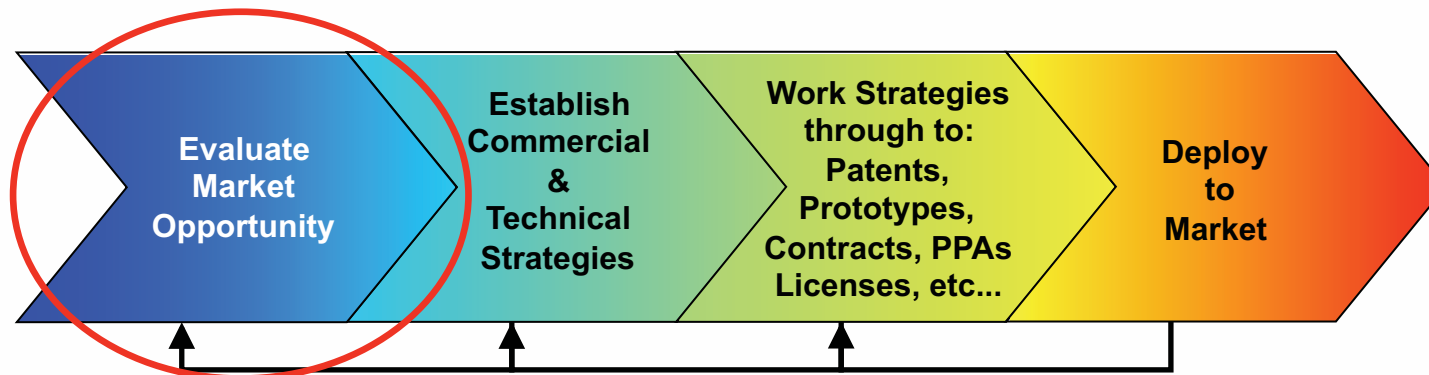 Evaluate
Market
Opportunity
Establish
Commercial
&
Technical
Strategies
Work Strategies
through to:
Patents,
Prototypes,
Contracts, PPAs
Licenses, etc...
Deploy
to
Market